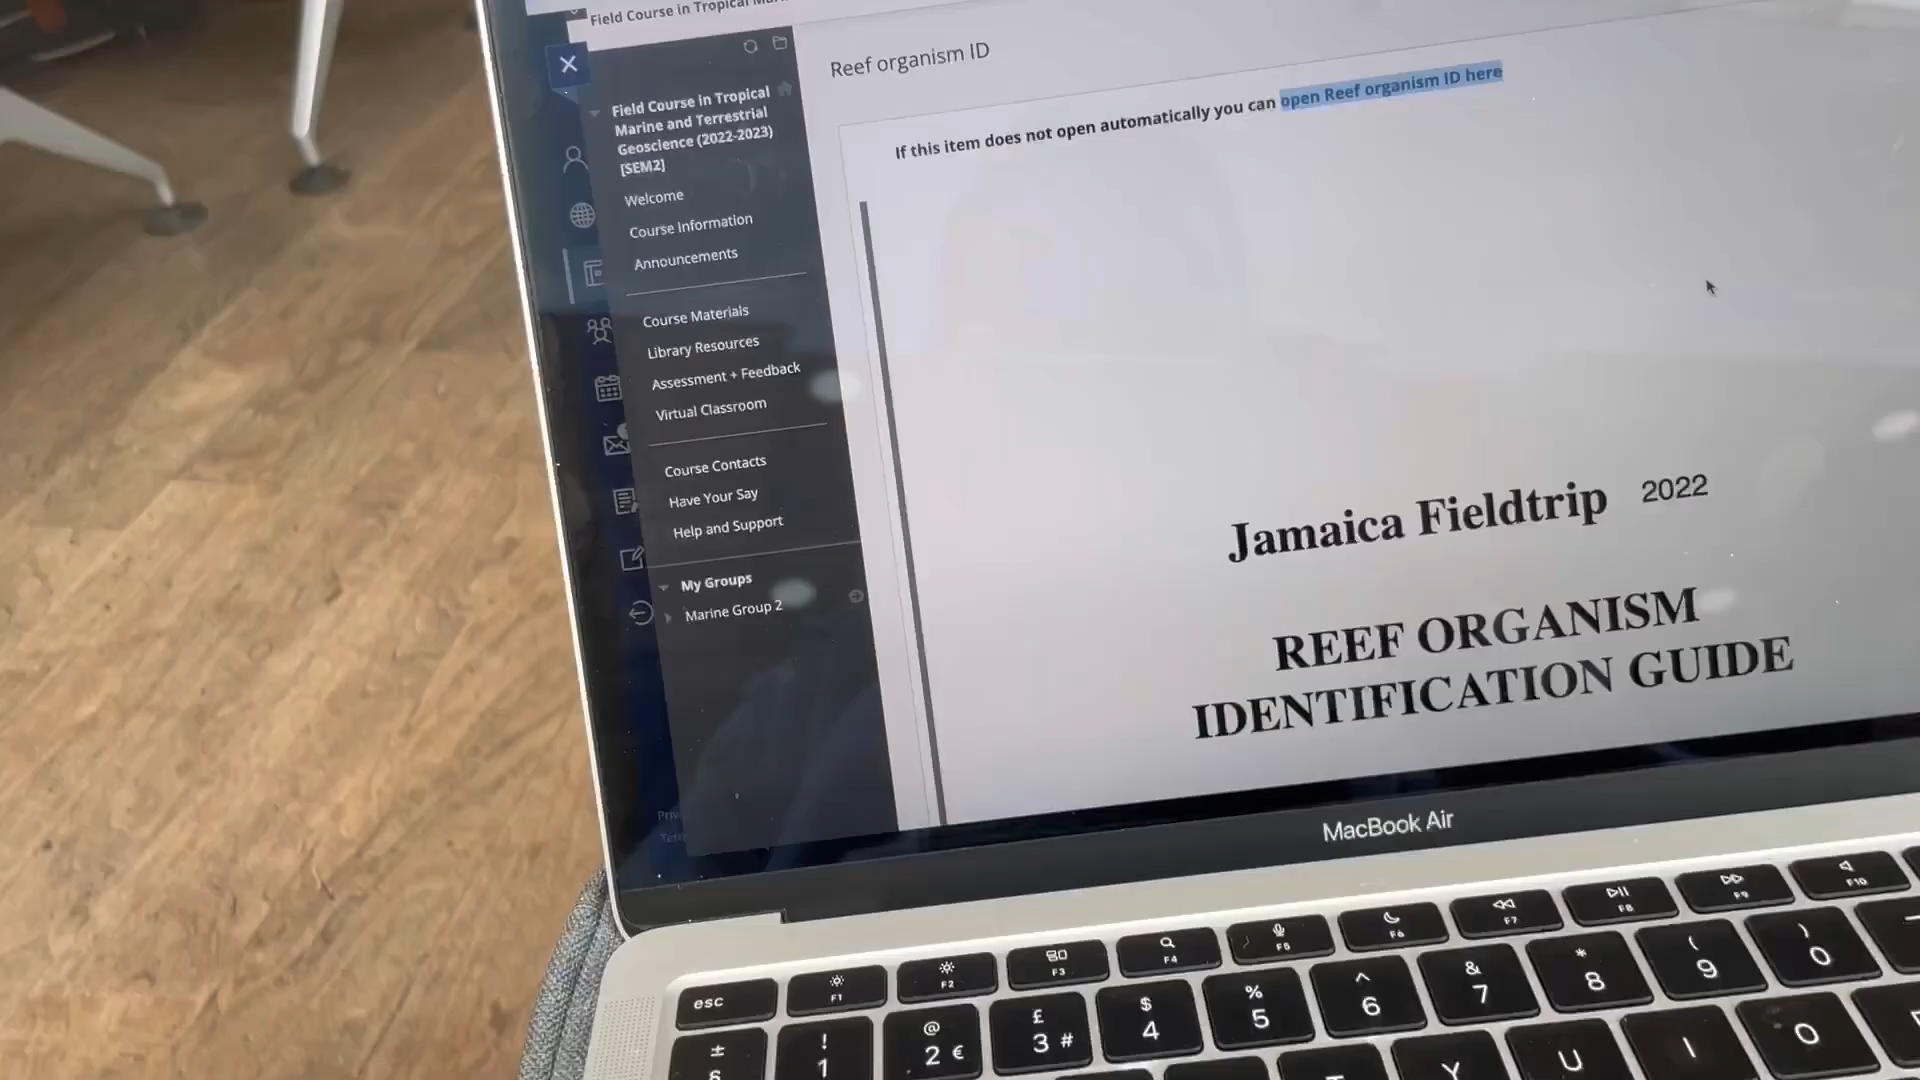 Field Course in Tropical
Reef organism ID
If this item does not open automatically you can open Reef organism ID here
Field Course in Tropical
Marine and Terrestrial
Geoscience (2022-2023)
[SEM2]
Welcome
Course Information
Announcements
Course Materials
Library Resources
Assessment + Feedback
Virtual Classroom
Course Contacts
Have Your Say
Help and Support
My Groups
Marine Group 2
Jamaica Fieldtrip 2022
REEF ORGANISM
IDENTIFICATION GUIDE
MacBook Air
esc F1 F2 F3 F4 F5 F6 F7 F8 F9 F10
± § ! 1 @ 2 € £ 3 # $ 4 % 5 ^ 6 & 7 * 8 ( 9 ) 0
Y U I O